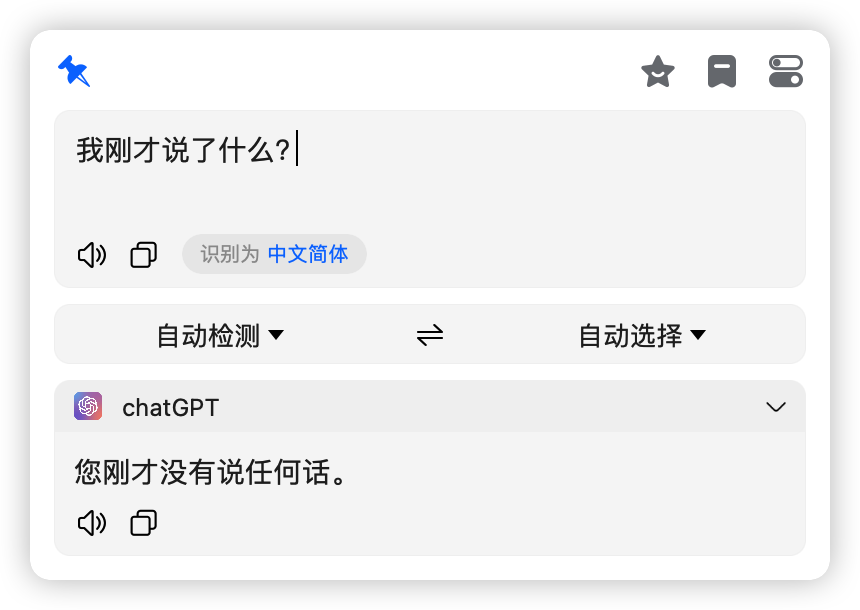 我刚才说了什么?
识别为 中文简体
自动检测
自动选择
chatGPT
您刚才没有说任何话。